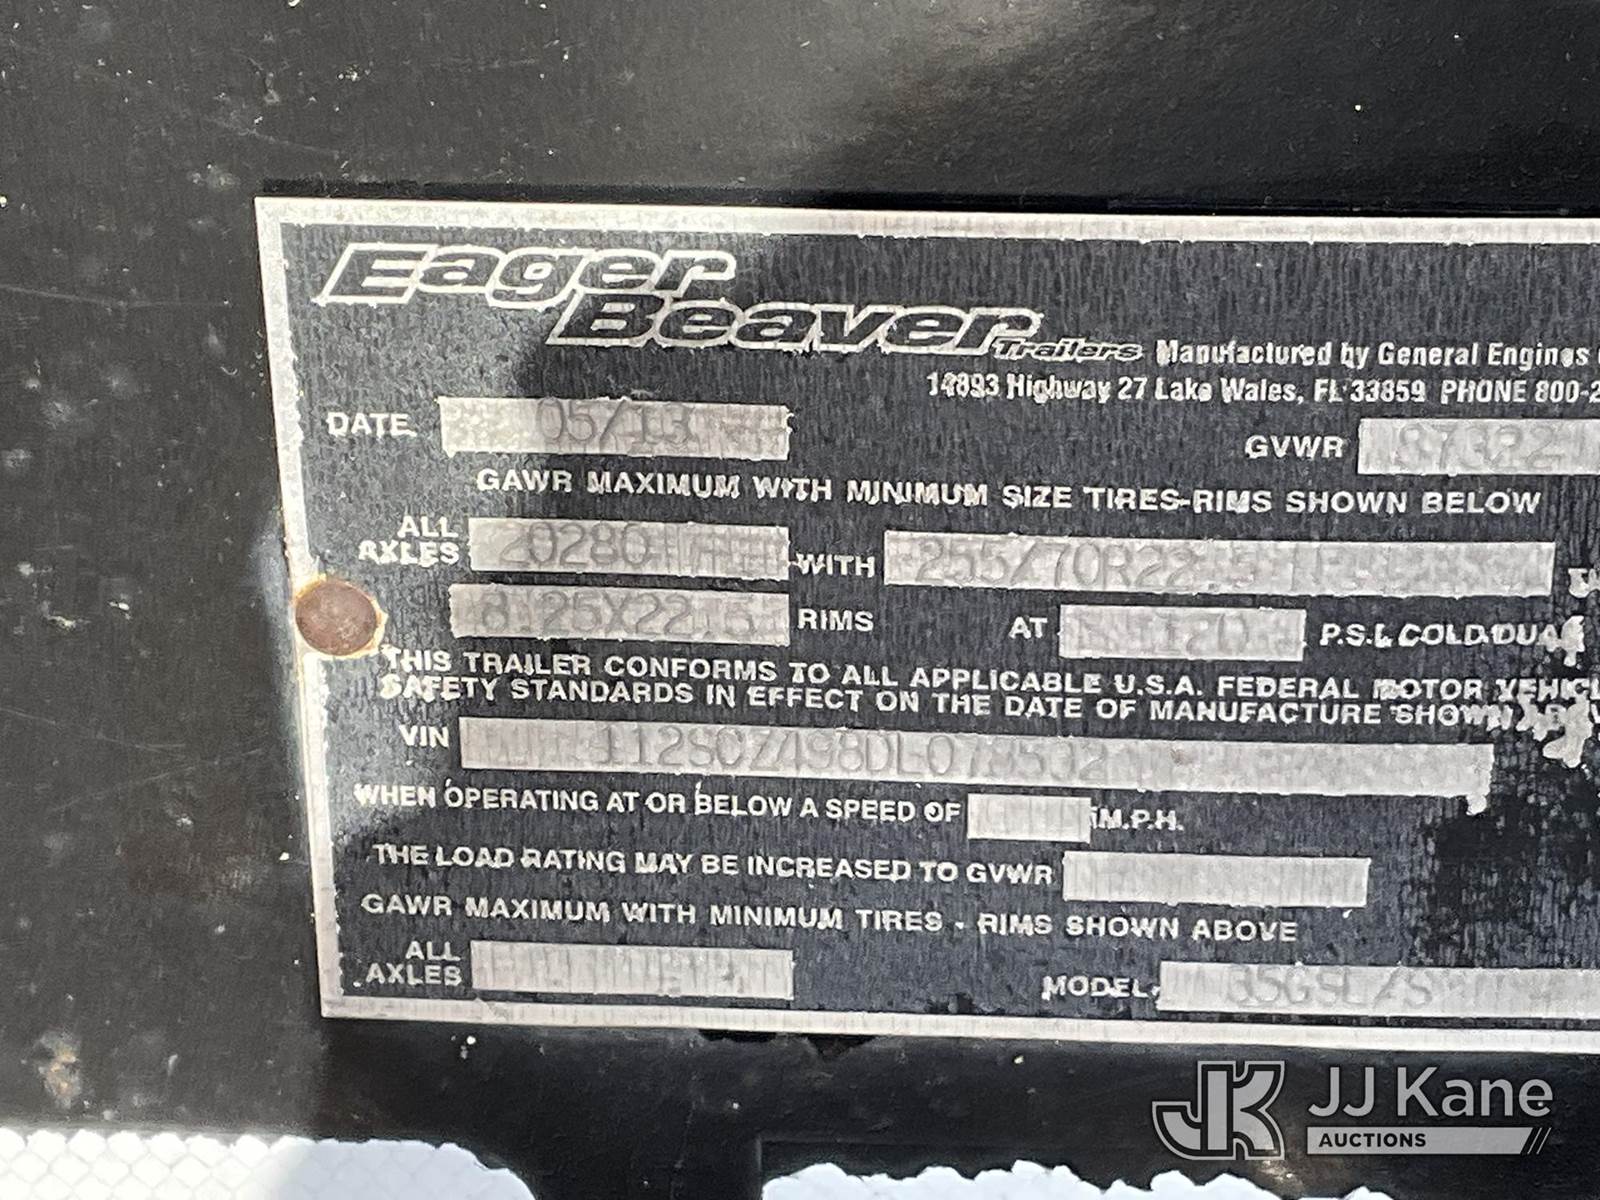 Eager
Beaver
Trailers Manufactured by General Engines
14893 Highway 27 Lake Wales, FL 33859 PHONE 800-2
DATE 05/13
GVWR
GAWR MAXIMUM WITH MINIMUM SIZE TIRES-RIMS SHOWN BELOW
ALL AXLES 20280 WITH 255/70R22.5
8.25X22.5 RIMS AT 120 P.S.I. COLD DUAL
THIS TRAILER CONFORMS TO ALL APPLICABLE U.S.A. FEDERAL MOTOR VEHICL
SAFETY STANDARDS IN EFFECT ON THE DATE OF MANUFACTURE SHOWN
VIN 112SDZ498DL078502
WHEN OPERATING AT OR BELOW A SPEED OF M.P.H.
THE LOAD RATING MAY BE INCREASED TO GVWR
GAWR MAXIMUM WITH MINIMUM TIRES - RIMS SHOWN ABOVE
ALL AXLES
MODEL
JK JJ Kane
AUCTIONS